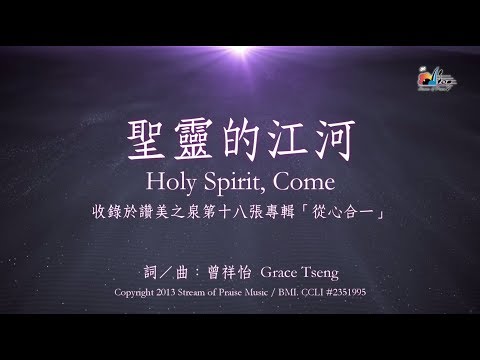 聖靈的江河
Holy Spirit, Come
收錄於讚美之泉第十八張專輯「從心合一」
詞／曲：曾祥怡 Grace Tseng
Copyright 2013 Stream of Praise Music / BMI. CCLI #2351995